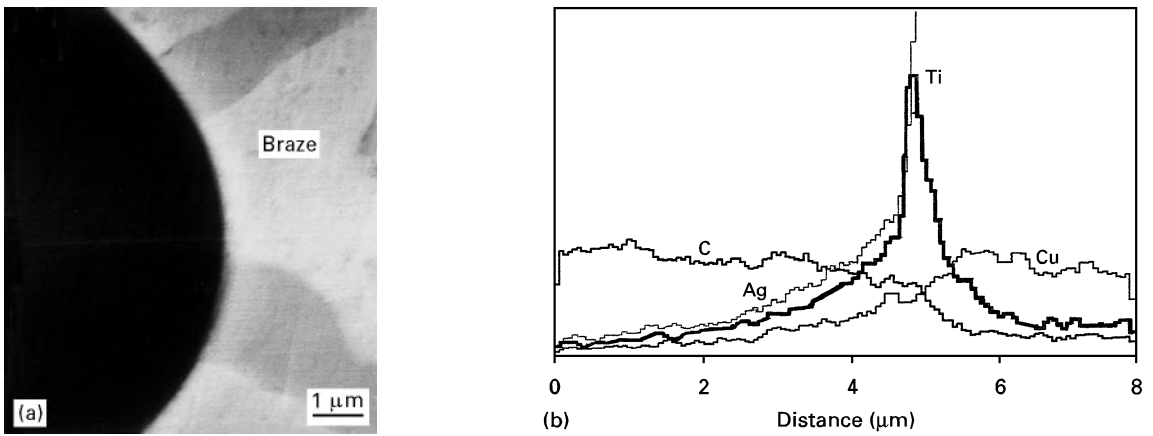 Braze
(a)
1 μm
Ti
C
Cu
Ag
0 2 4 6 8
(b)
Distance (μm)